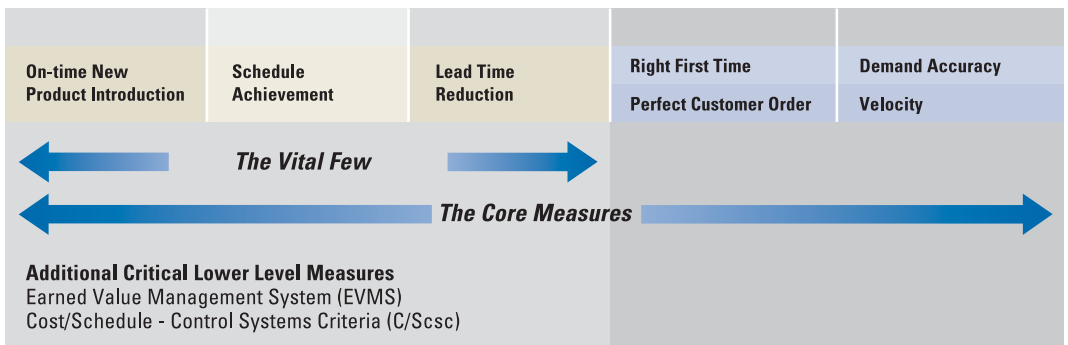 On-time New
Product Introduction
Schedule
Achievement
Lead Time
Reduction
Right First Time
Perfect Customer Order
Demand Accuracy
Velocity
The Vital Few
The Core Measures
Additional Critical Lower Level Measures
Earned Value Management System (EVMS)
Cost/Schedule - Control Systems Criteria (C/Scsc)